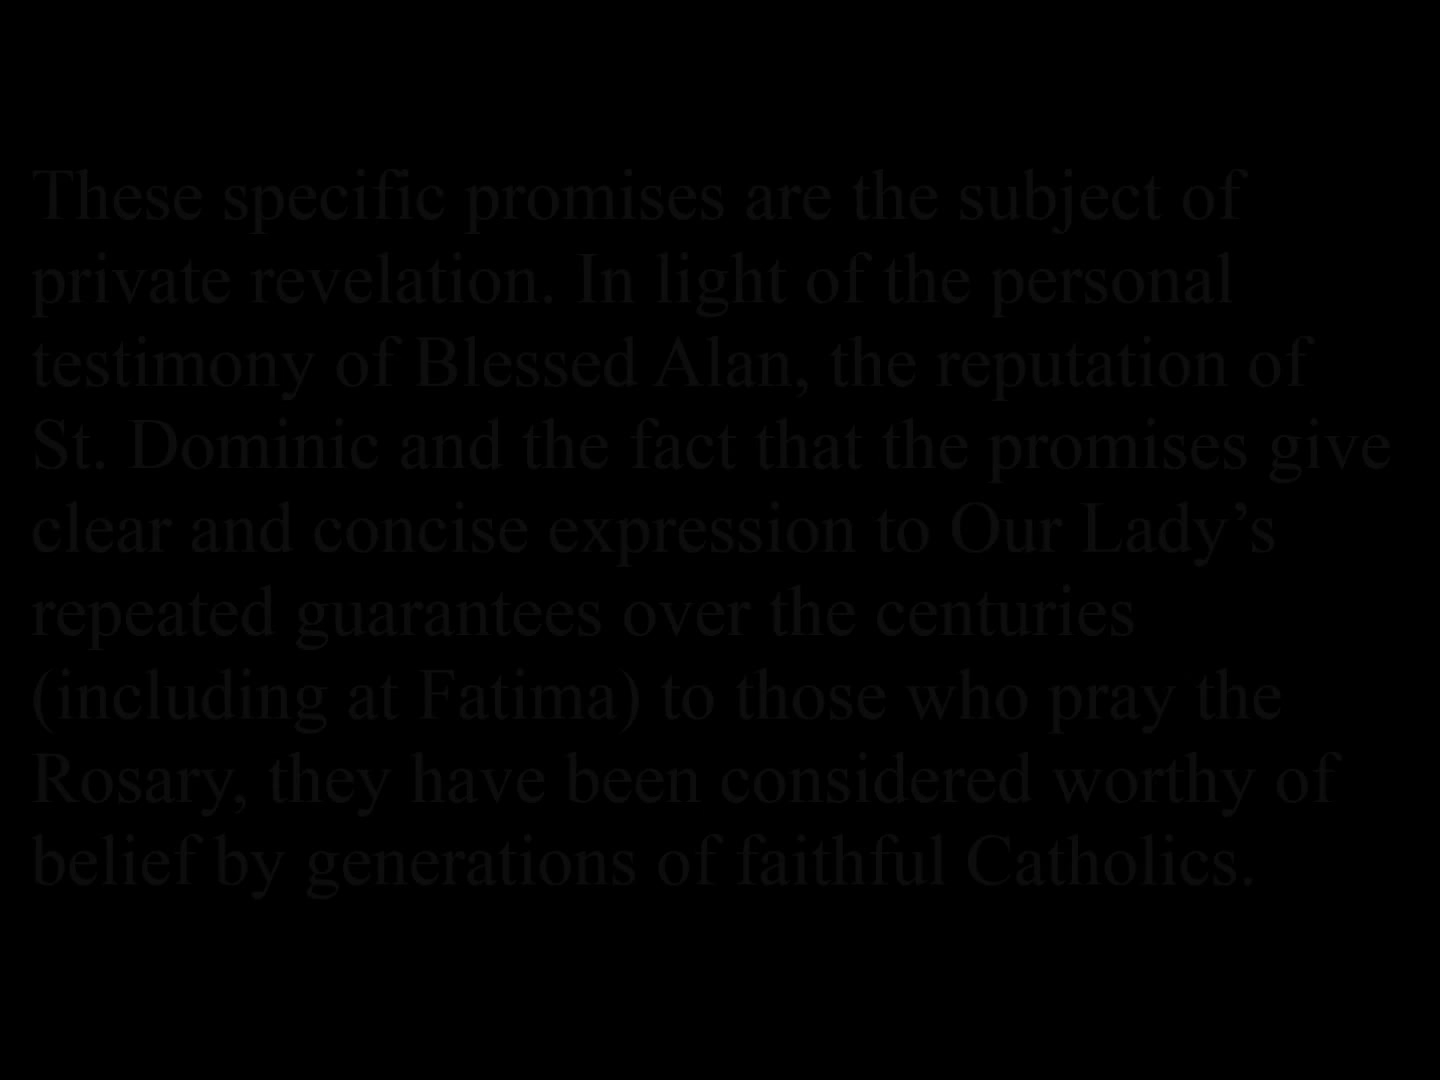 These specific promises are the subject of
private revelation. In light of the personal
testimony of Blessed Alan, the reputation of
St. Dominic and the fact that the promises give
clear and concise expression to Our Lady’s
repeated guarantees over the centuries
(including at Fatima) to those who pray the
Rosary, they have been considered worthy of
belief by generations of faithful Catholics.